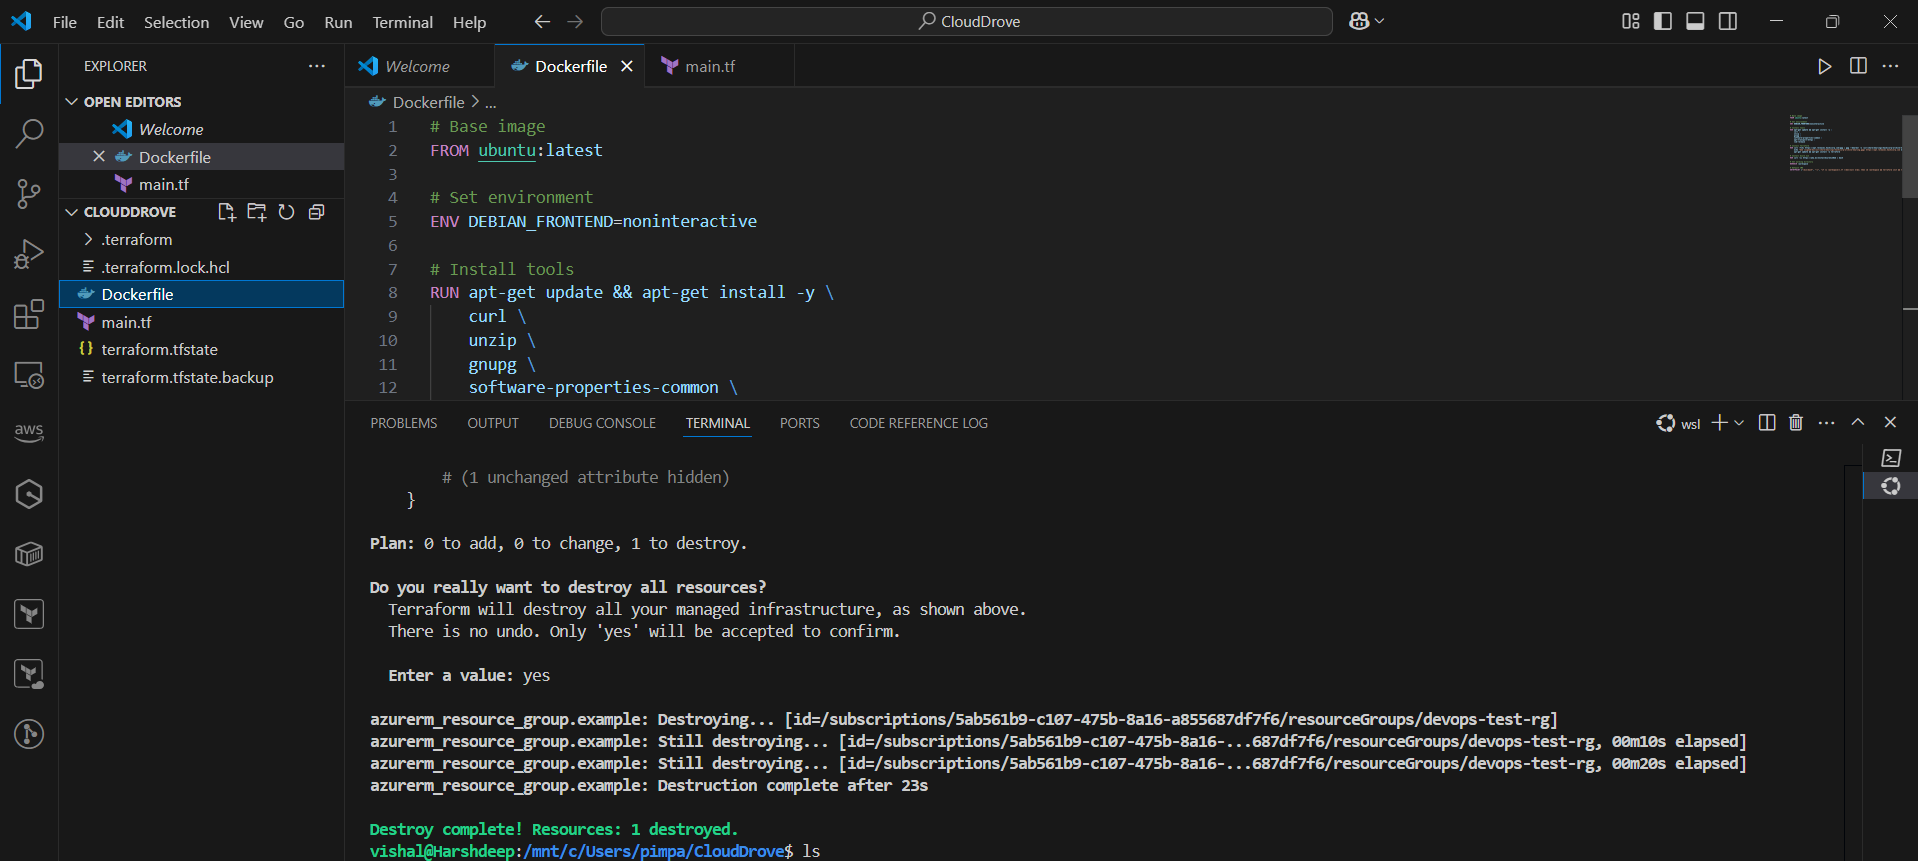 File Edit Selection View Go Run Terminal Help
CloudDrove
EXPLORER
OPEN EDITORS
Welcome
Dockerfile
main.tf
CLOUDDROVE
.terraform
.terraform.lock.hcl
Dockerfile
main.tf
terraform.tfstate
terraform.tfstate.backup
aws
Welcome Dockerfile main.tf
Dockerfile > ...
1 # Base image
2 FROM ubuntu:latest
3
4 # Set environment
5 ENV DEBIAN_FRONTEND=noninteractive
6
7 # Install tools
8 RUN apt-get update && apt-get install -y \
9 curl \
10 unzip \
11 gnupg \
12 software-properties-common \
PROBLEMS OUTPUT DEBUG CONSOLE TERMINAL PORTS CODE REFERENCE LOG
wsl
# (1 unchanged attribute hidden)
}
Plan: 0 to add, 0 to change, 1 to destroy.
Do you really want to destroy all resources?
Terraform will destroy all your managed infrastructure, as shown above.
There is no undo. Only 'yes' will be accepted to confirm.
Enter a value: yes
azurerm_resource_group.example: Destroying... [id=/subscriptions/5ab561b9-c107-475b-8a16-a855687df7f6/resourceGroups/devops-test-rg]
azurerm_resource_group.example: Still destroying... [id=/subscriptions/5ab561b9-c107-475b-8a16-...687df7f6/resourceGroups/devops-test-rg, 00m10s elapsed]
azurerm_resource_group.example: Still destroying... [id=/subscriptions/5ab561b9-c107-475b-8a16-...687df7f6/resourceGroups/devops-test-rg, 00m20s elapsed]
azurerm_resource_group.example: Destruction complete after 23s
Destroy complete! Resources: 1 destroyed.
vishal@Harshdeep:/mnt/c/Users/pimpa/CloudDrove$ ls